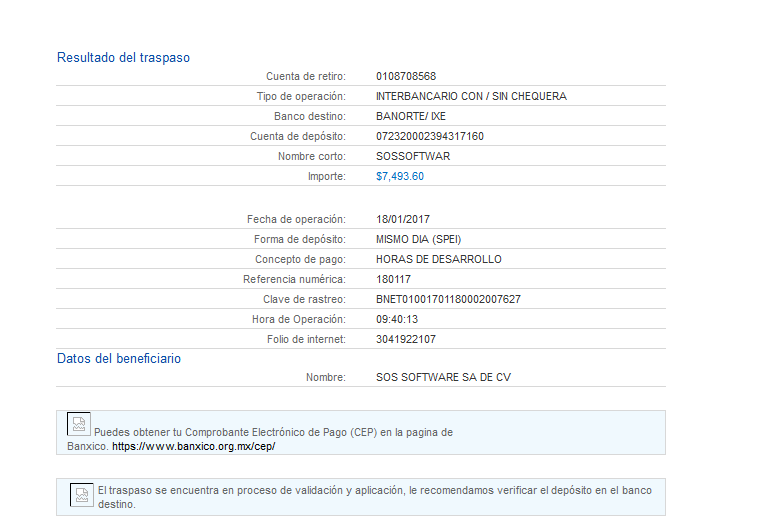 Resultado del traspaso
Cuenta de retiro: 0108708568
Tipo de operación: INTERBANCARIO CON / SIN CHEQUERA
Banco destino: BANORTE/ IXE
Cuenta de depósito: 072320002394317160
Nombre corto: SOSSOFTWAR
Importe: $7,493.60
Fecha de operación: 18/01/2017
Forma de depósito: MISMO DIA (SPEI)
Concepto de pago: HORAS DE DESARROLLO
Referencia numérica: 180117
Clave de rastreo: BNET01001701180002007627
Hora de Operación: 09:40:13
Folio de internet: 3041922107
Datos del beneficiario
Nombre: SOS SOFTWARE SA DE CV
Puedes obtener tu Comprobante Electrónico de Pago (CEP) en la pagina de
Banxico. https://www.banxico.org.mx/cep/
El traspaso se encuentra en proceso de validación y aplicación, le recomendamos verificar el depósito en el banco
destino.